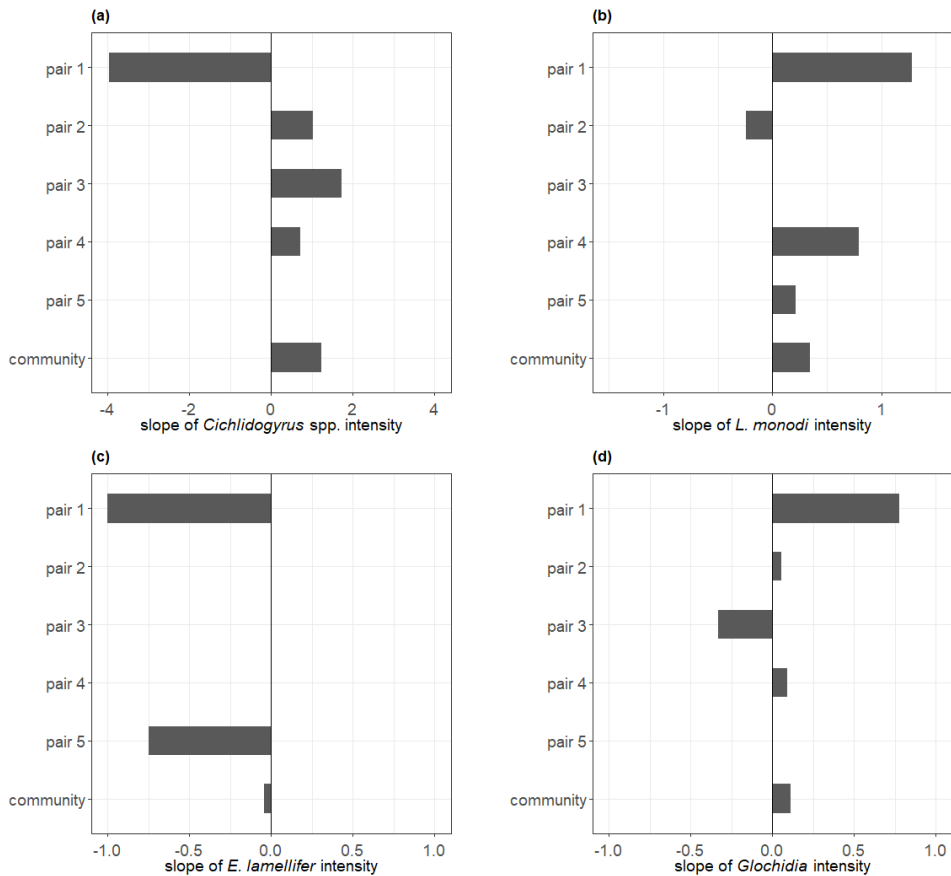 (a)
pair 1
pair 2
pair 3
pair 4
pair 5
community
-4 -2 0 2 4
slope of Cichlidogyrus spp. intensity
(b)
pair 1
pair 2
pair 3
pair 4
pair 5
community
-1 0 1
slope of L. monodi intensity
(c)
pair 1
pair 2
pair 3
pair 4
pair 5
community
-1.0 -0.5 0.0 0.5 1.0
slope of E. lamellifer intensity
(d)
pair 1
pair 2
pair 3
pair 4
pair 5
community
-1.0 -0.5 0.0 0.5 1.0
slope of Glochidia intensity